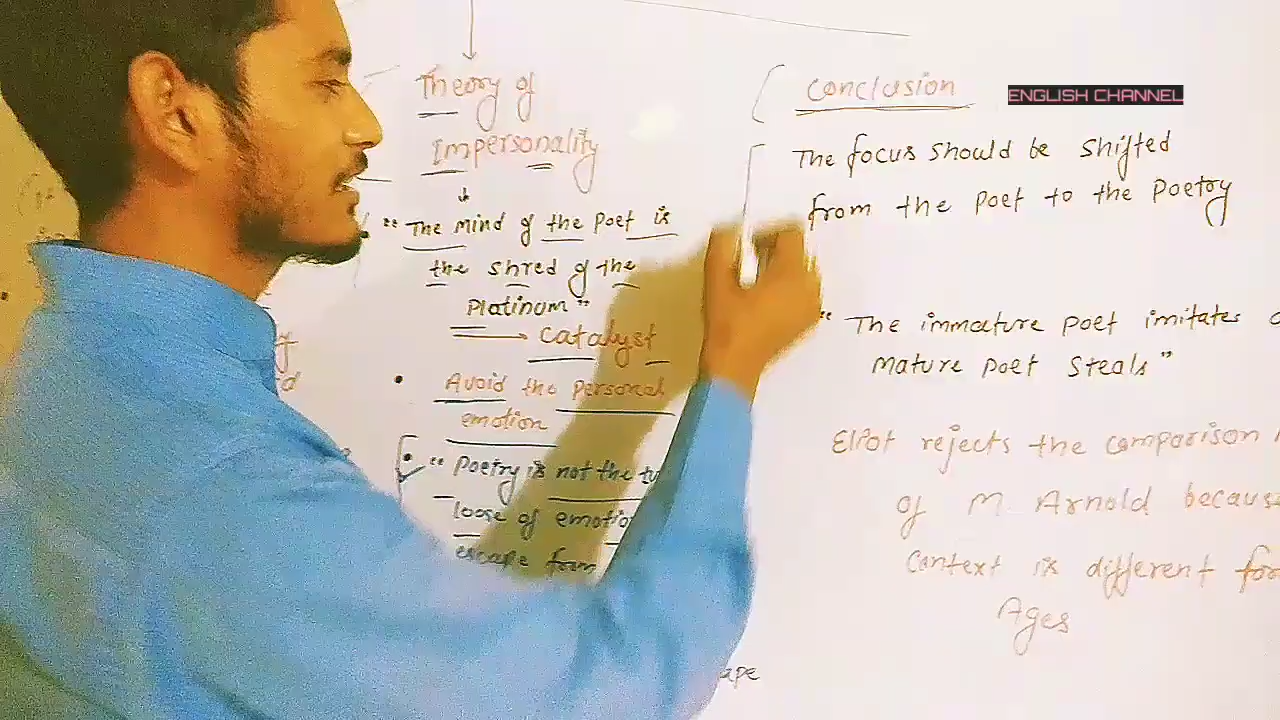 Theory of
Impersonality
"The mind of the Poet is
the shred of the
Platinum"
catalyst
Avoid the personal
emotion
"Poetry is not the
loose of
escape from
Conclusion
ENGLISH CHANNEL
The focus should be shifted
from the Poet to the Poetry
"The immature poet imitates
mature poet steals"
Eliot rejects the comparison
of M. Arnold because
context is different for
Ages